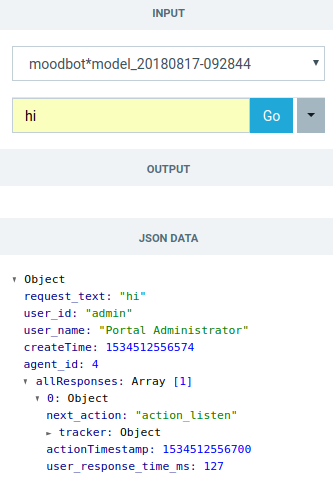 INPUT
moodbot*model_20180817-092844
hi
Go
OUTPUT
JSON DATA
Object
request_text: "hi"
user_id: "admin"
user_name: "Portal Administrator"
createTime: 1534512556574
agent_id: 4
allResponses: Array [1]
0: Object
next_action: "action_listen"
tracker: Object
actionTimestamp: 1534512556700
user_response_time_ms: 127